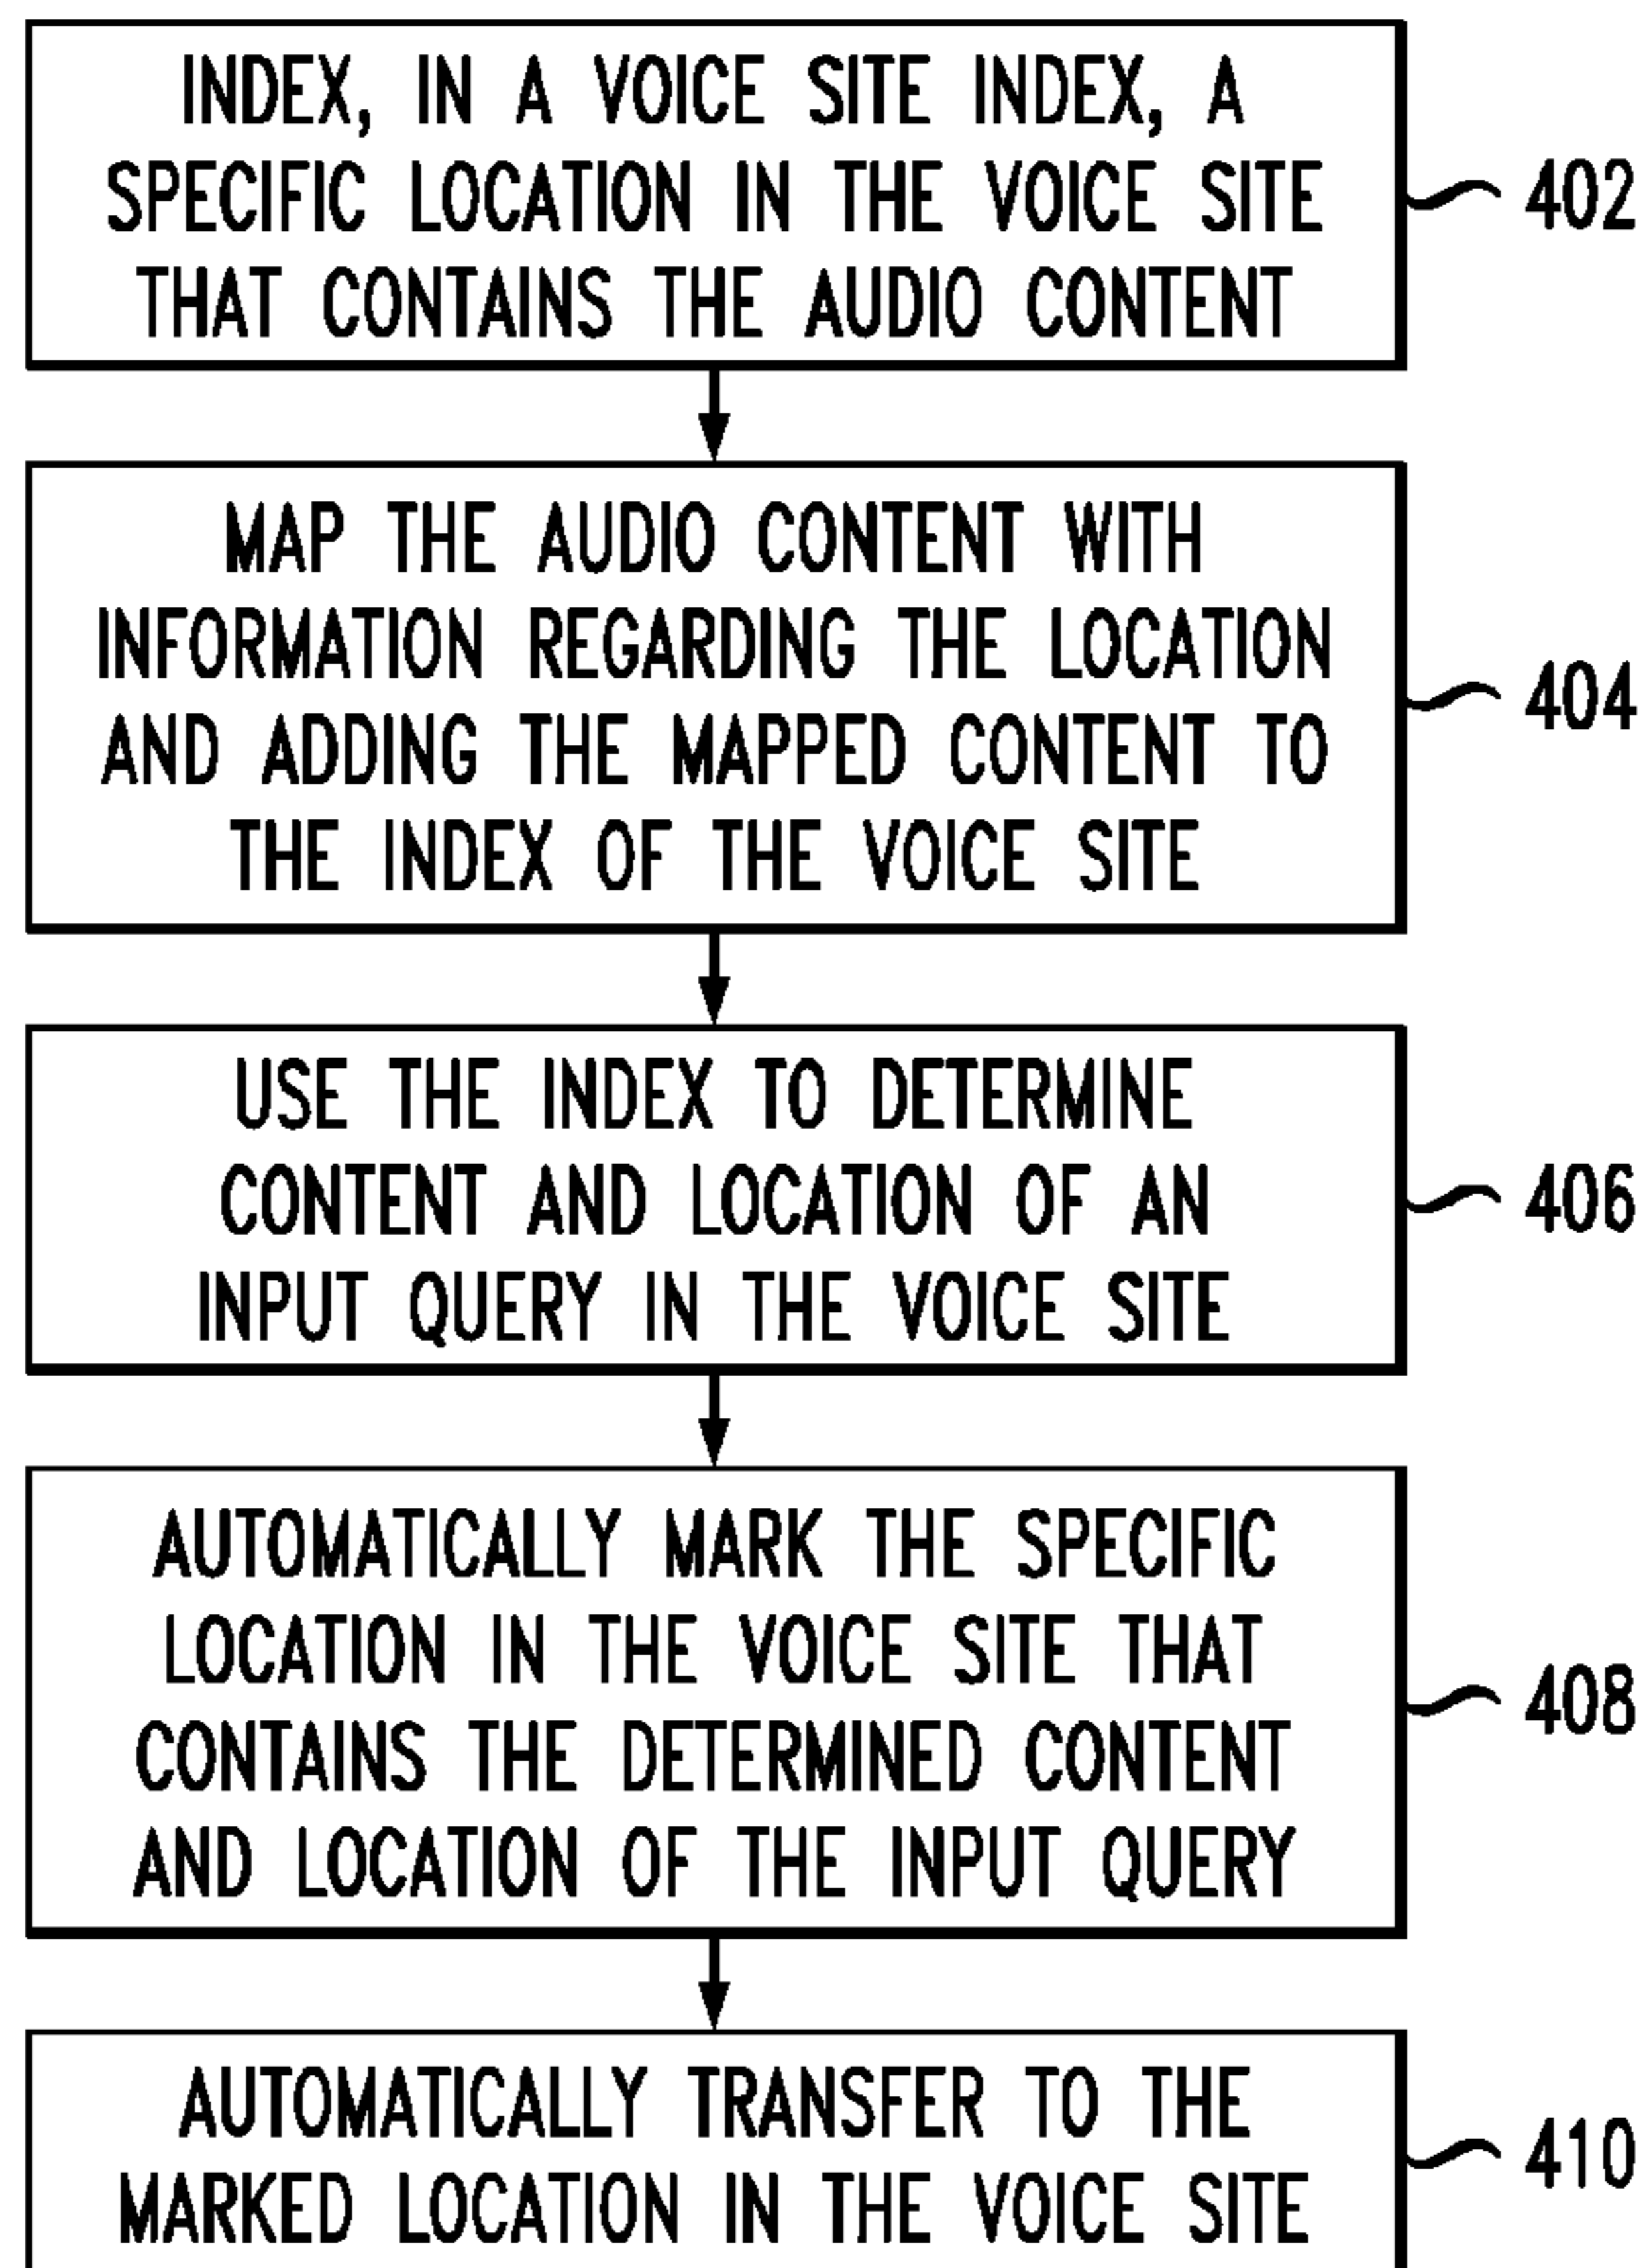 INDEX, IN A VOICE SITE INDEX, A
SPECIFIC LOCATION IN THE VOICE SITE
THAT CONTAINS THE AUDIO CONTENT
402
MAP THE AUDIO CONTENT WITH
INFORMATION REGARDING THE LOCATION
AND ADDING THE MAPPED CONTENT TO
THE INDEX OF THE VOICE SITE
404
USE THE INDEX TO DETERMINE
CONTENT AND LOCATION OF AN
INPUT QUERY IN THE VOICE SITE
406
AUTOMATICALLY MARK THE SPECIFIC
LOCATION IN THE VOICE SITE THAT
CONTAINS THE DETERMINED CONTENT
AND LOCATION OF THE INPUT QUERY
408
AUTOMATICALLY TRANSFER TO THE
MARKED LOCATION IN THE VOICE SITE
410